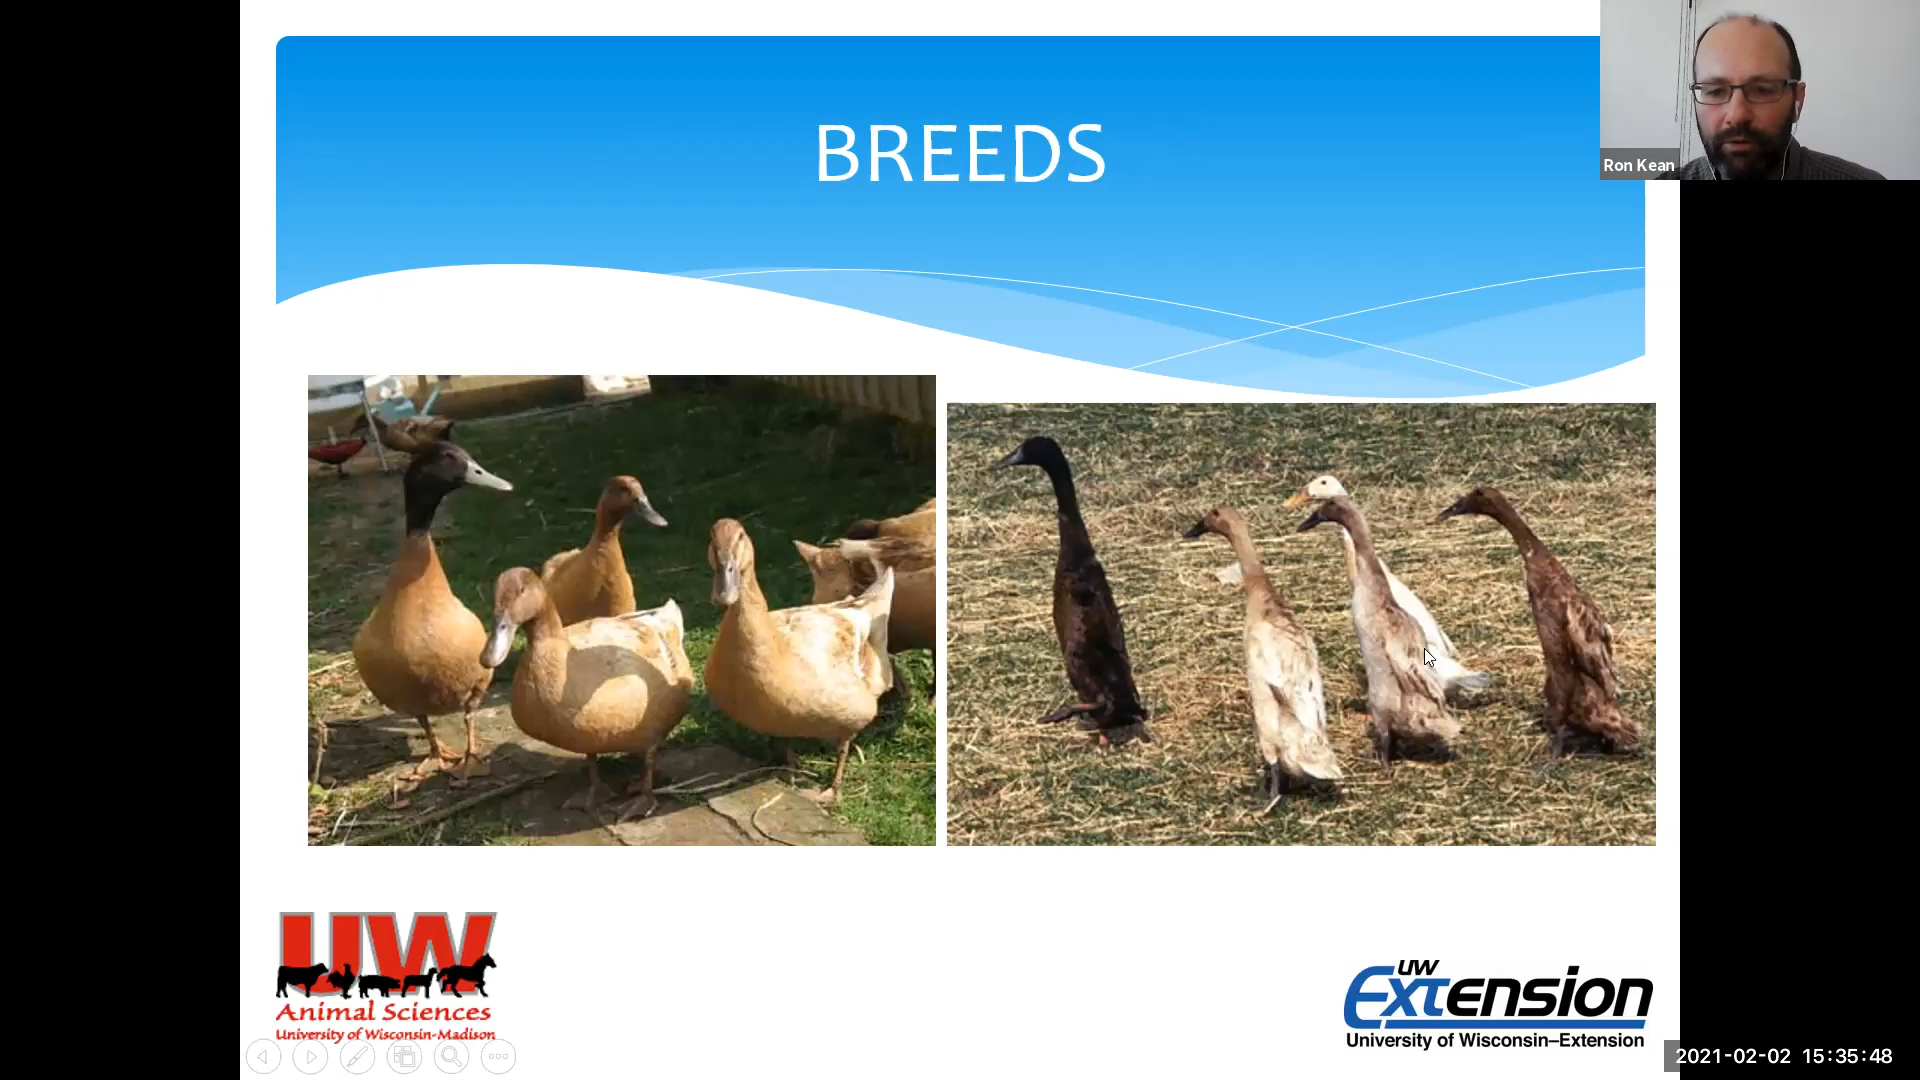 BREEDS
Ron Kean
UW
Animal Sciences
University of Wisconsin-Madison
UW
Extension
University of Wisconsin–Extension
2021-02-02 15:35:48